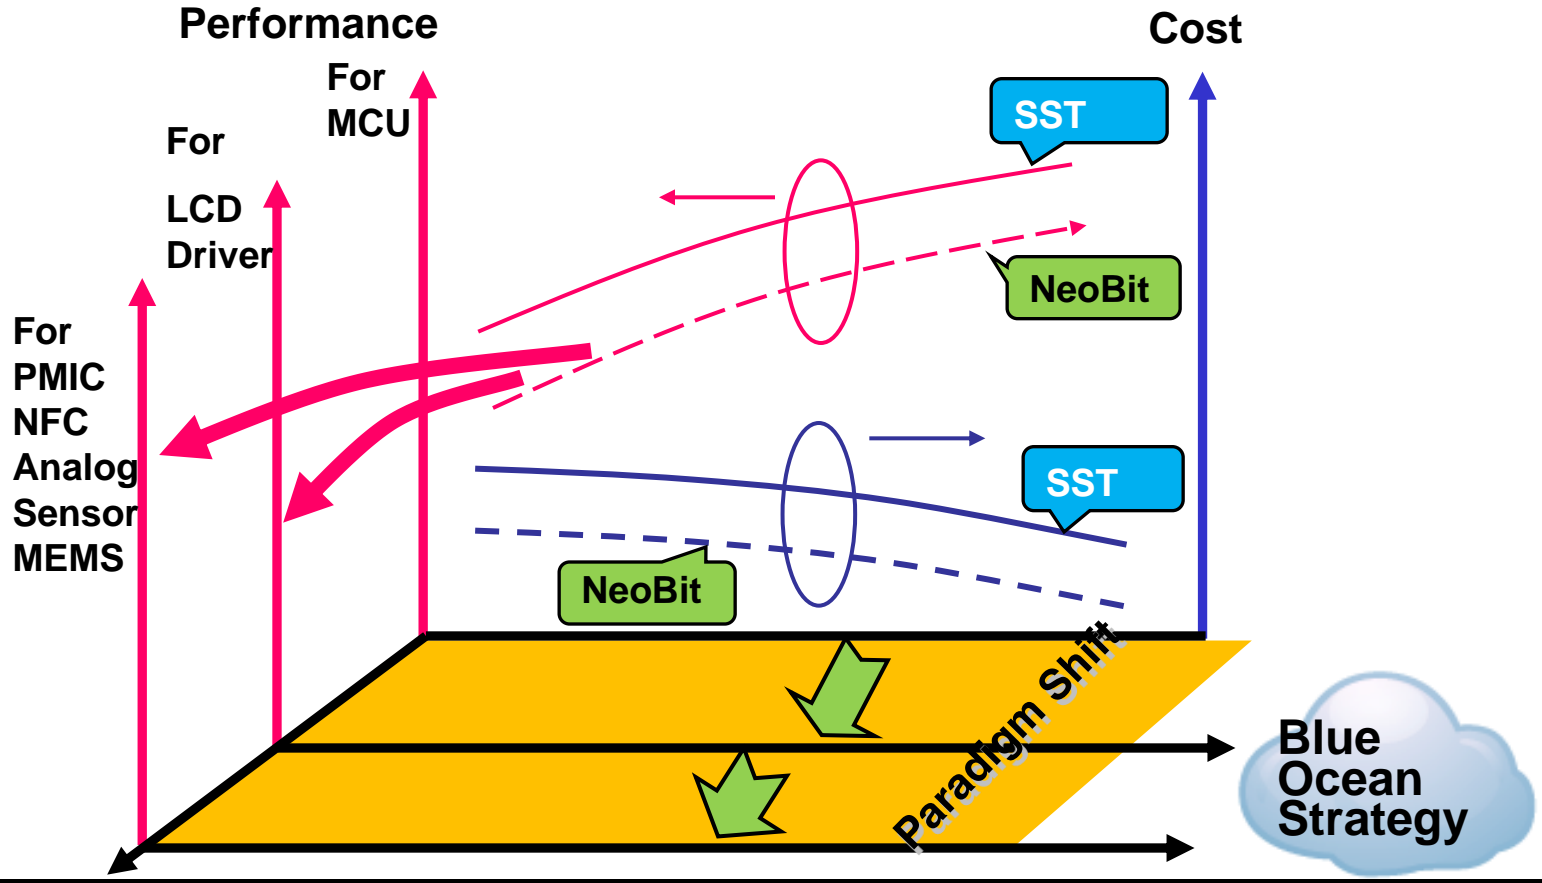 Performance
Cost
For
MCU
SST
For
LCD
Driver
NeoBit
For
PMIC
NFC
Analog
Sensor
MEMS
SST
NeoBit
Paradigm Shift
Blue
Ocean
Strategy